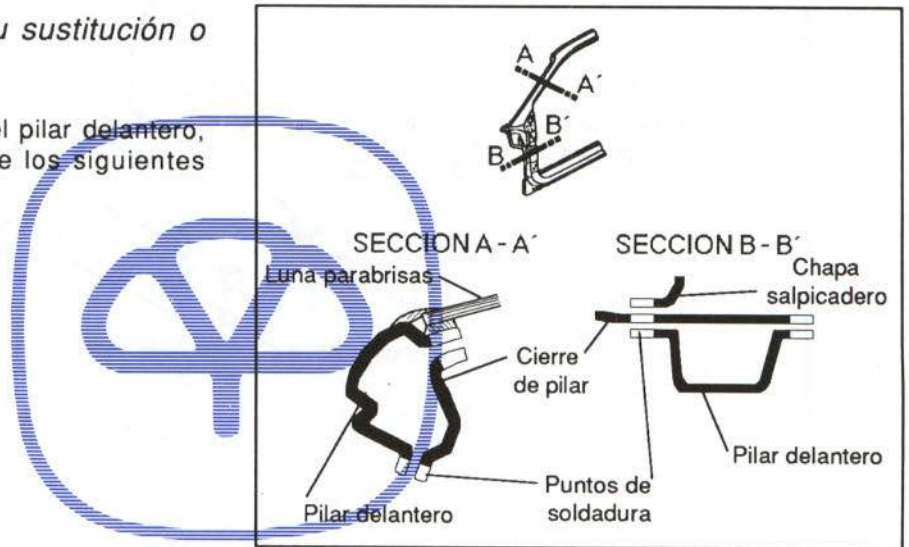 u sustitución o
el pilar delantero,
e los siguientes
A
A´
B´
B
SECCION A - A´
SECCION B - B´
Luna parabrisas
Chapa
salpicadero
Cierre
de pilar
Pilar delantero
Puntos de
soldadura
Pilar delantero